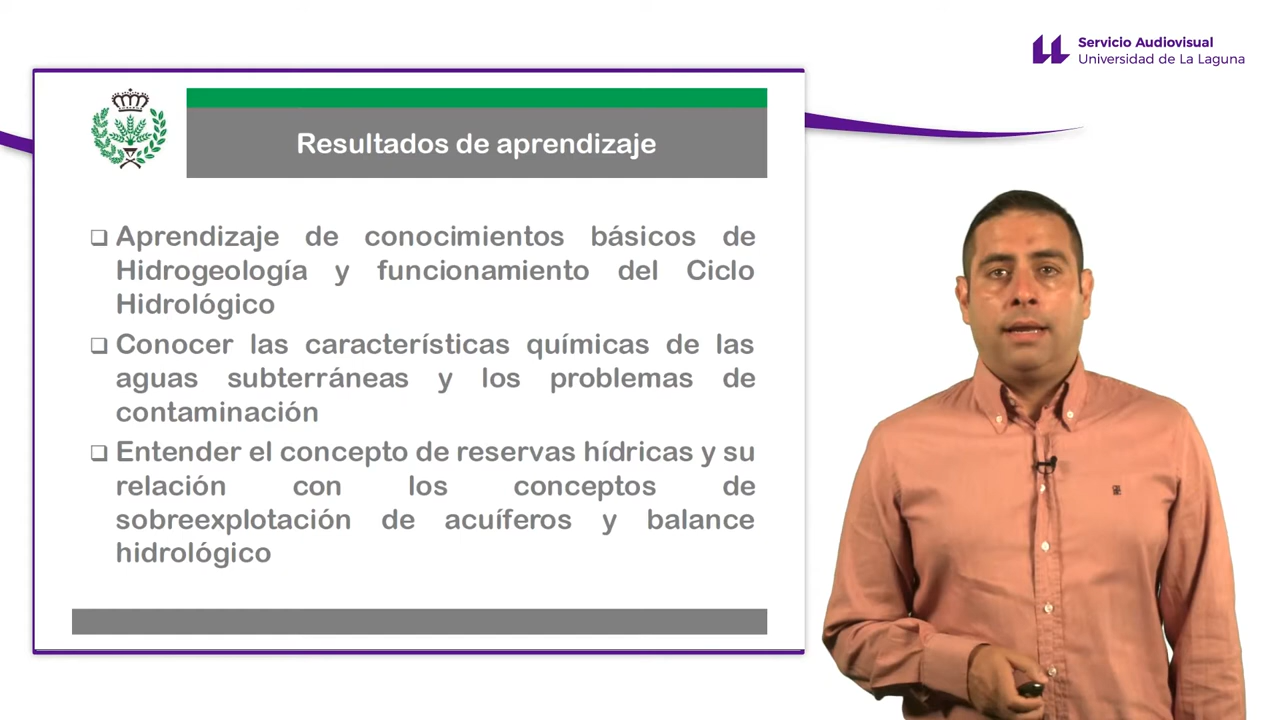 Servicio Audiovisual
Universidad de La Laguna
Resultados de aprendizaje
❑ Aprendizaje de conocimientos básicos de
Hidrogeología y funcionamiento del Ciclo
Hidrológico
❑ Conocer las características químicas de las
aguas subterráneas y los problemas de
contaminación
❑ Entender el concepto de reservas hídricas y su
relación con los conceptos de
sobreexplotación de acuíferos y balance
hidrológico